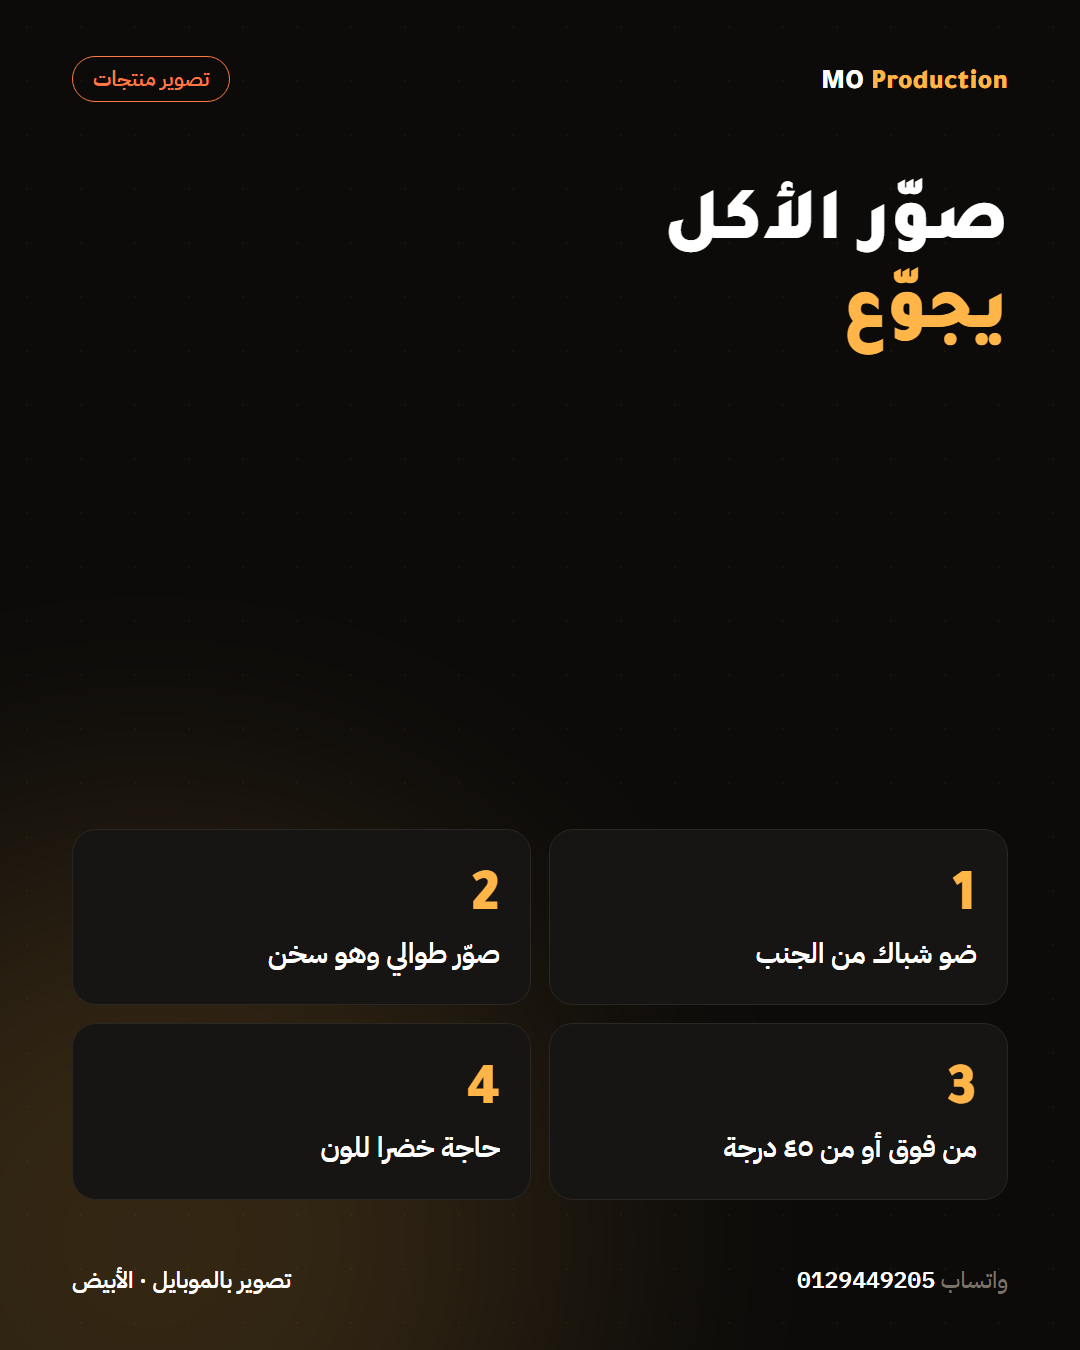 MO Production
تصوير منتجات
صوّر الأكل
يجوّع
1
ضو شباك من الجنب
2
صوّر طوالي وهو سخن
3
من فوق أو من ٤٥ درجة
4
حاجة خضرا للون
واتساب 0129449205
تصوير بالموبايل · الأبيض